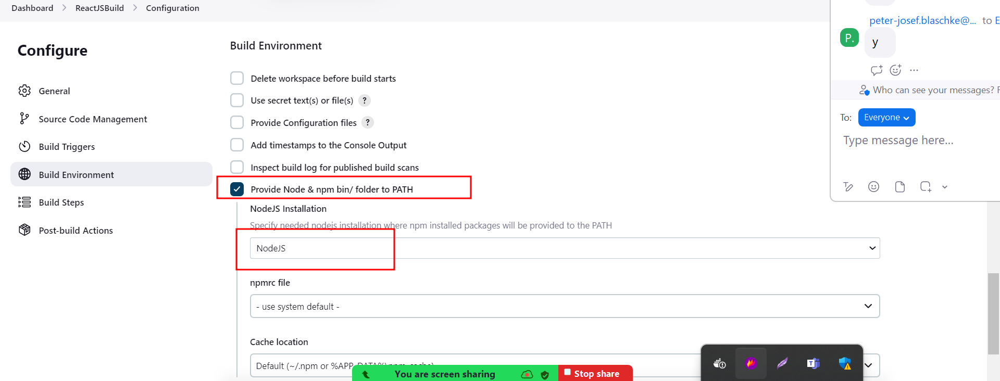 Dashboard > ReactJSBuild > Configuration
Configure
General
Source Code Management
Build Triggers
Build Environment
Build Steps
Post-build Actions
Build Environment
Delete workspace before build starts
Use secret text(s) or file(s) ?
Provide Configuration files ?
Add timestamps to the Console Output
Inspect build log for published build scans
Provide Node & npm bin/ folder to PATH
NodeJS Installation
Specify needed nodejs installation where npm installed packages will be provided to the PATH
NodeJS
npmrc file
- use system default -
Cache location
Default (~/.npm or %APP_DATA%\npm-cache)
You are screen sharing
Stop share
peter-josef.blaschke@... to E
P.
y
Who can see your messages?
To: Everyone
Type message here...